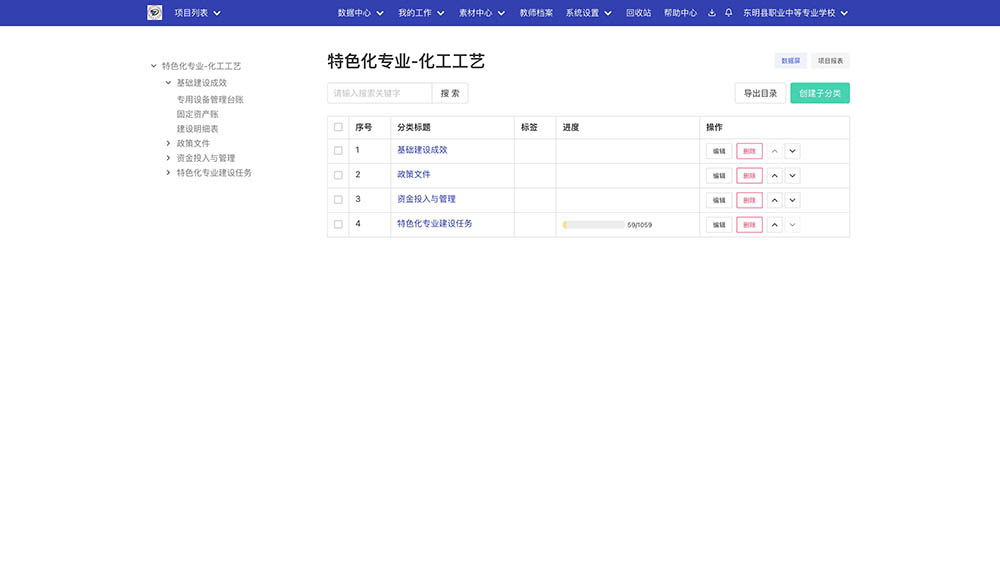 项目列表 数据中心 我的工作 素材中心 教师档案 系统设置 回收站 帮助中心 东明县职业中等专业学校
特色化专业-化工工艺
基础建设成效
专用设备管理台账
固定资产账
建设明细表
政策文件
资金投入与管理
特色化专业建设任务
特色化专业-化工工艺
数据屏 项目报表
请输入搜索关键字 搜 索 导出目录 创建子分类
序号 分类标题 标签 进度 操作
1 基础建设成效 编辑 删除
2 政策文件 编辑 删除
3 资金投入与管理 编辑 删除
4 特色化专业建设任务 59/1059 编辑 删除